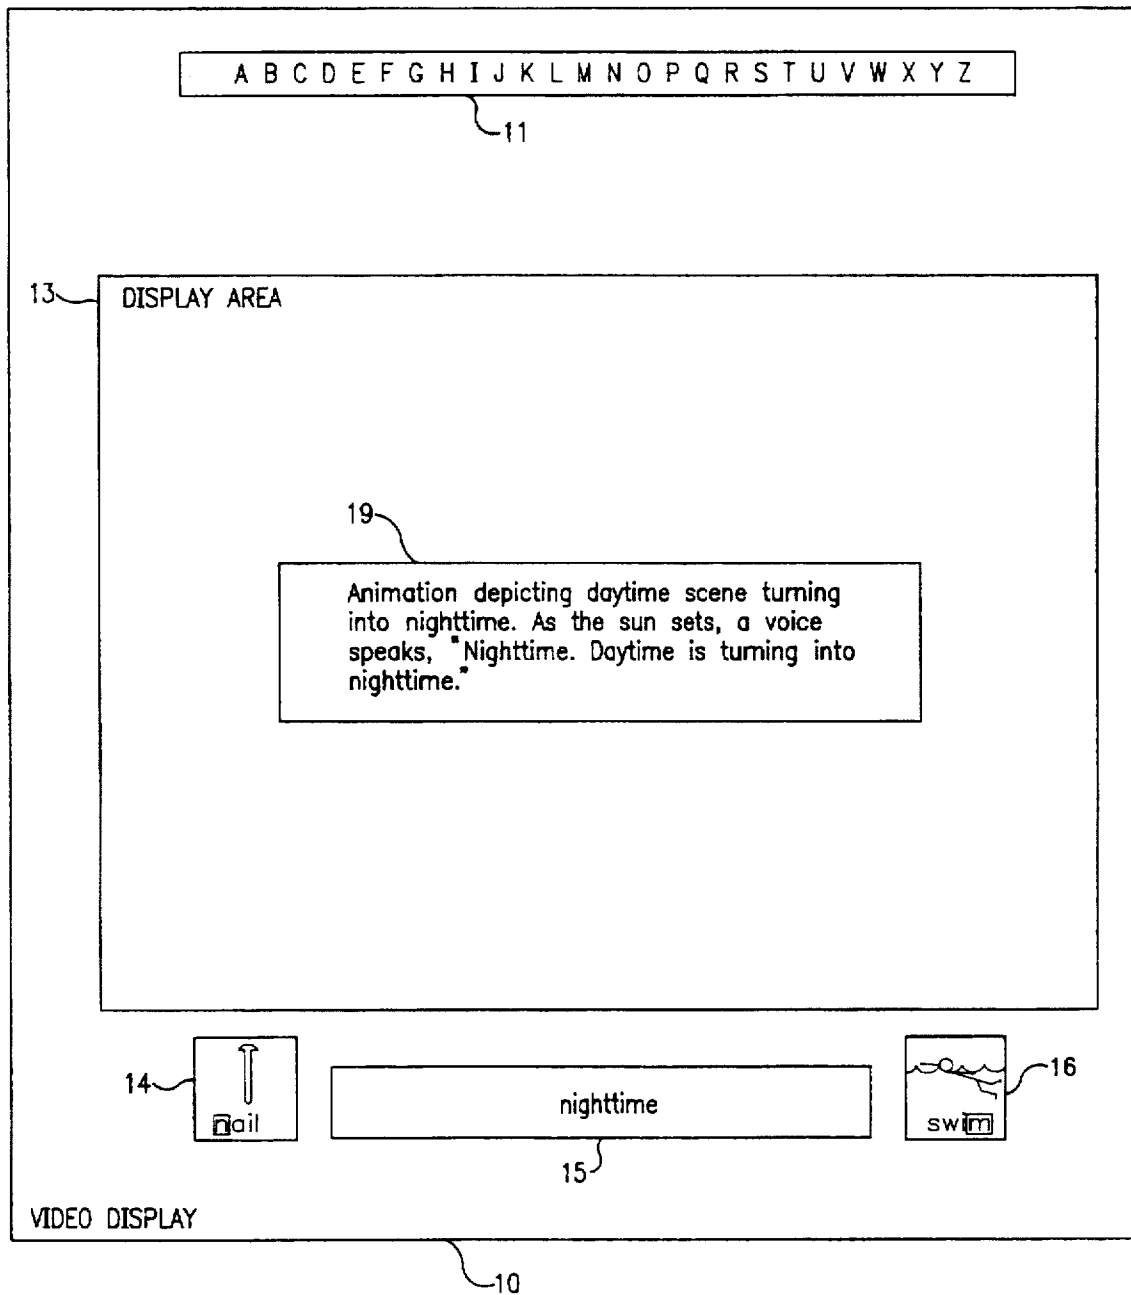 A B C D E F G H I J K L M N O P Q R S T U V W X Y Z
11
13
DISPLAY AREA
19
Animation depicting daytime scene turning
into nighttime. As the sun sets, a voice
speaks, "Nighttime. Daytime is turning into
nighttime."
14
nail
nighttime
15
swim
16
VIDEO DISPLAY
10